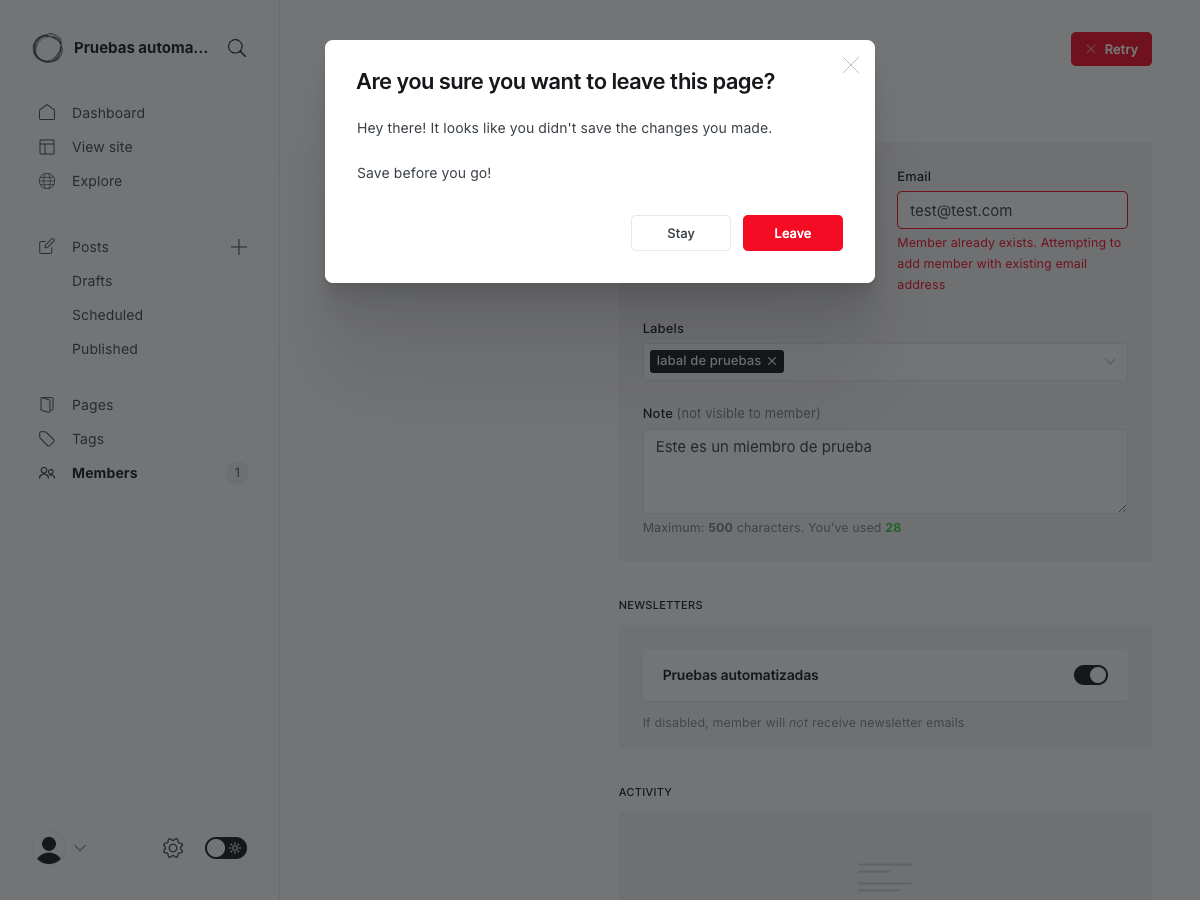 Pruebas automa...
Dashboard
View site
Explore
Posts
Drafts
Scheduled
Published
Pages
Tags
Members
1
Are you sure you want to leave this page?
Hey there! It looks like you didn't save the changes you made.
Save before you go!
Stay
Leave
Retry
Email
test@test.com
Member already exists. Attempting to
add member with existing email
address
Labels
labal de pruebas
Note (not visible to member)
Este es un miembro de prueba
Maximum: 500 characters. You've used 28
NEWSLETTERS
Pruebas automatizadas
If disabled, member will not receive newsletter emails
ACTIVITY